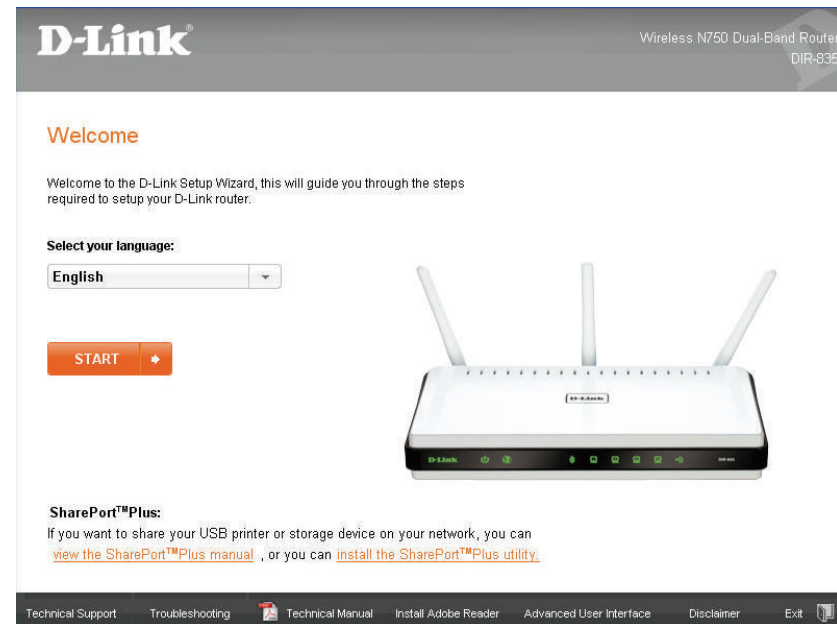 D-Link®
Wireless N750 Dual-Band Router
DIR-835
Welcome
Welcome to the D-Link Setup Wizard, this will guide you through the steps
required to setup your D-Link router.
Select your language:
English
START
D-Link
D-Link
SharePort™Plus:
If you want to share your USB printer or storage device on your network, you can
view the SharePort™Plus manual , or you can install the SharePort™Plus utility.
Technical Support Troubleshooting Technical Manual Install Adobe Reader Advanced User Interface Disclaimer Exit